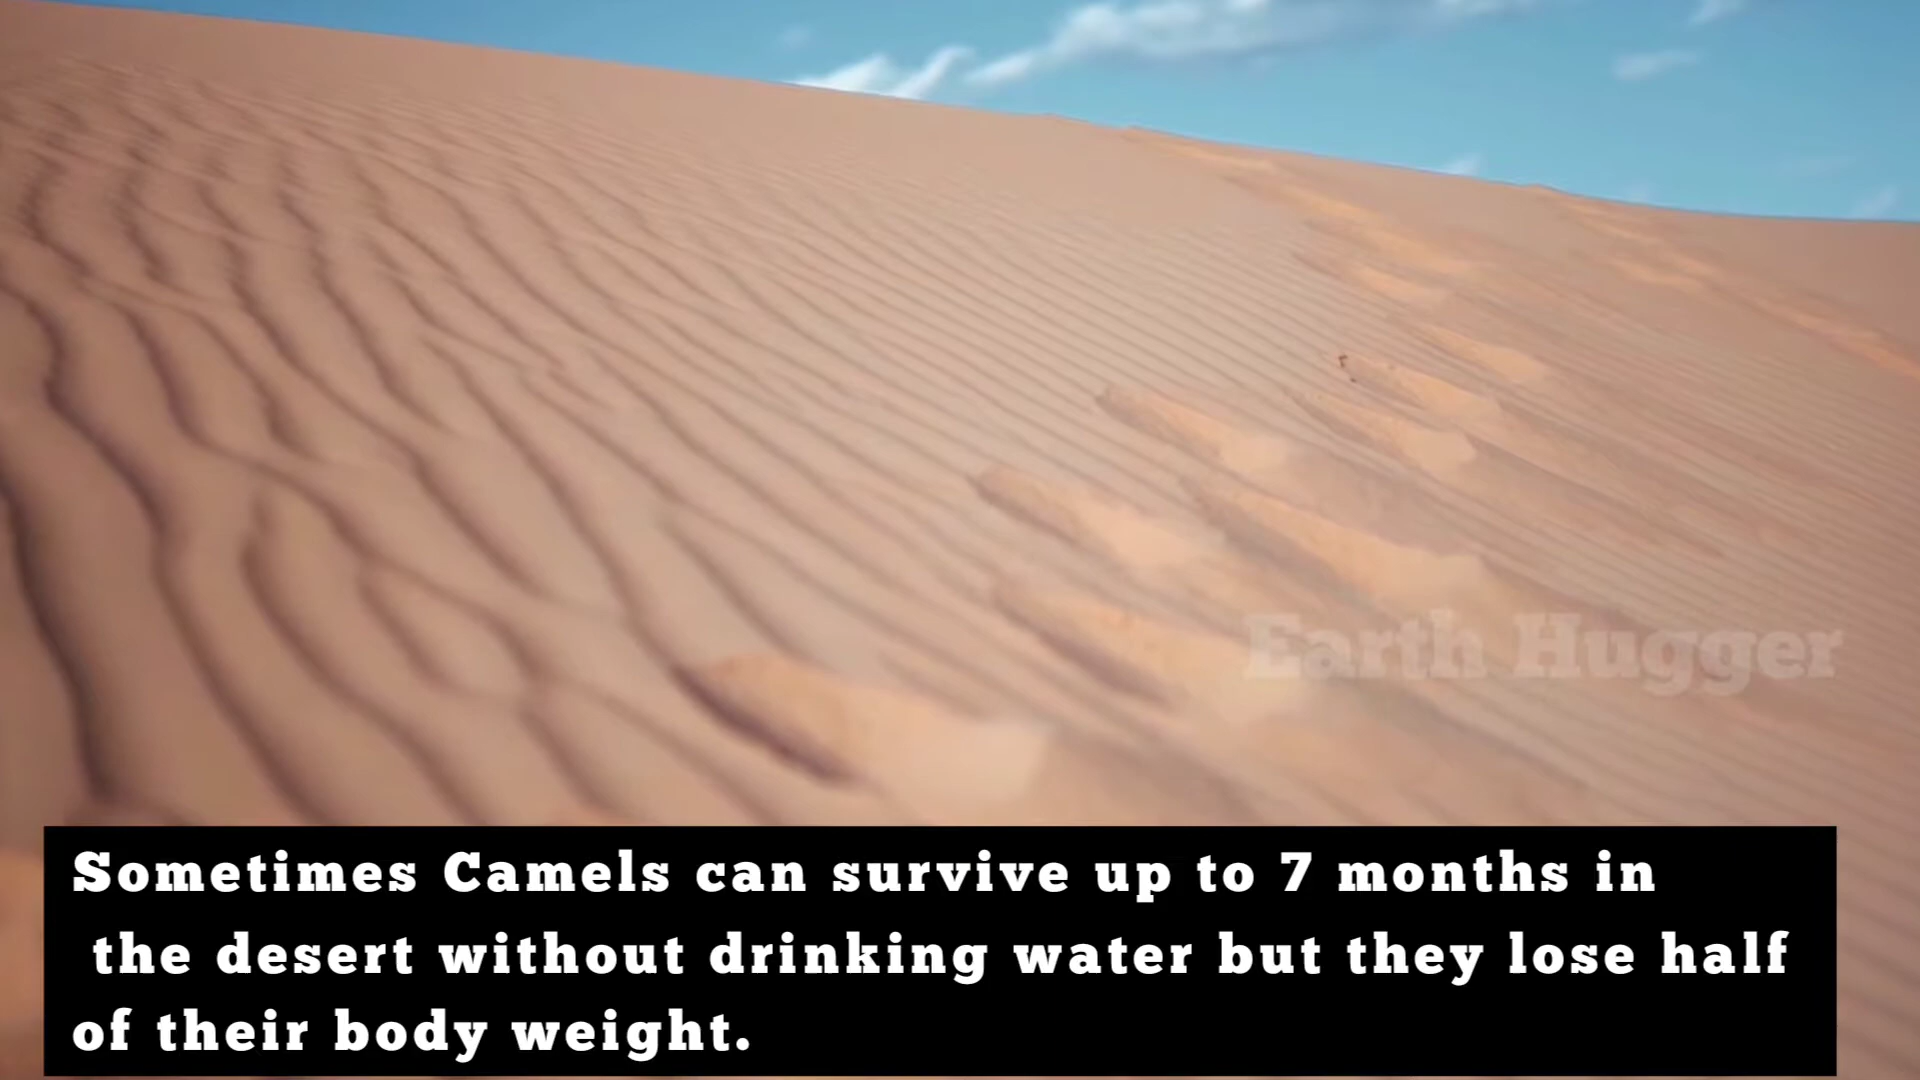 Earth Hugger
Sometimes Camels can survive up to 7 months in
the desert without drinking water but they lose half
of their body weight.